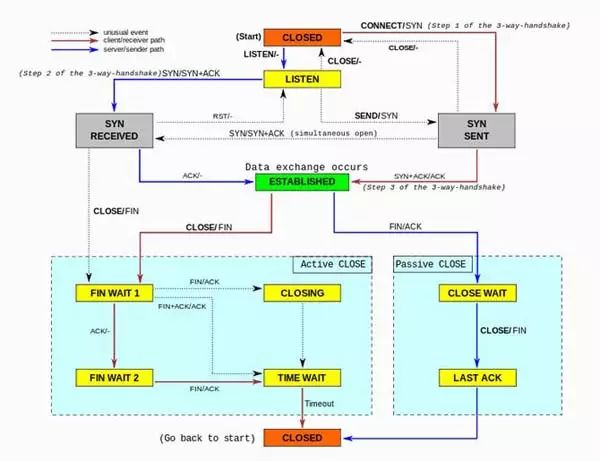 unusual event
client/receiver path
server/sender path
(Start)
CLOSED
CONNECT/SYN (Step 1 of the 3-way-handshake)
CLOSE/-
LISTEN/-
CLOSE/-
(Step 2 of the 3-way-handshake) SYN/SYN+ACK
LISTEN
RST/-
SEND/SYN
SYN
RECEIVED
SYN/SYN+ACK (simultaneous open)
SYN
SENT
Data exchange occurs
ACK/-
ESTABLISHED
SYN+ACK/ACK
(Step 3 of the 3-way-handshake)
CLOSE/FIN
CLOSE/FIN
FIN/ACK
Active CLOSE
Passive CLOSE
FIN WAIT 1
FIN/ACK
CLOSING
CLOSE WAIT
FIN+ACK/ACK
ACK/-
CLOSE/FIN
FIN WAIT 2
FIN/ACK
TIME WAIT
LAST ACK
Timeout
(Go back to start)
CLOSED